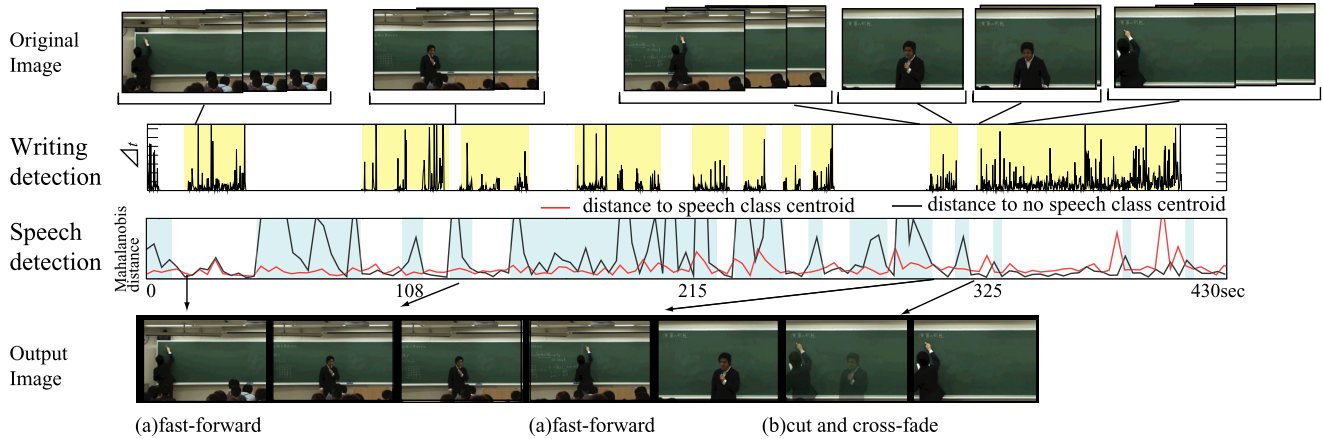 Original
Image
Writing
detection
⊿t
distance to speech class centroid
distance to no speech class centroid
Speech
detection
Mahalanobis
distance
0
108
215
325
430sec
Output
Image
(a)fast-forward
(a)fast-forward
(b)cut and cross-fade